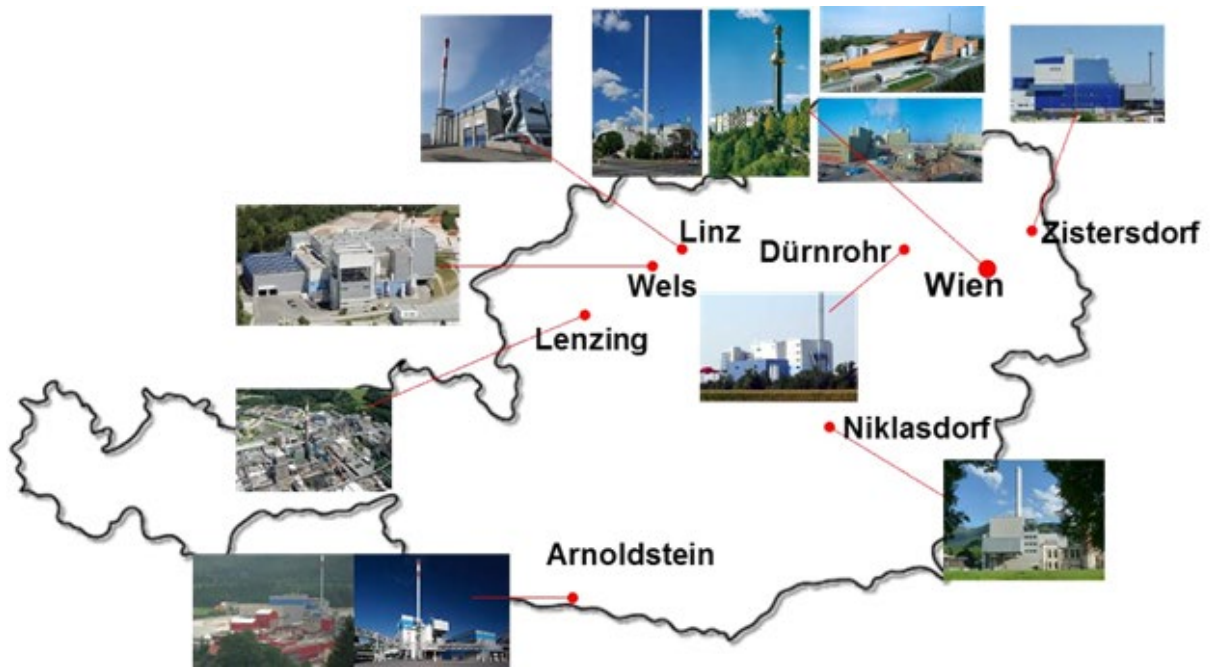 Linz
Dürnrohr
Zistersdorf
Wels
Wien
Lenzing
Niklasdorf
Arnoldstein